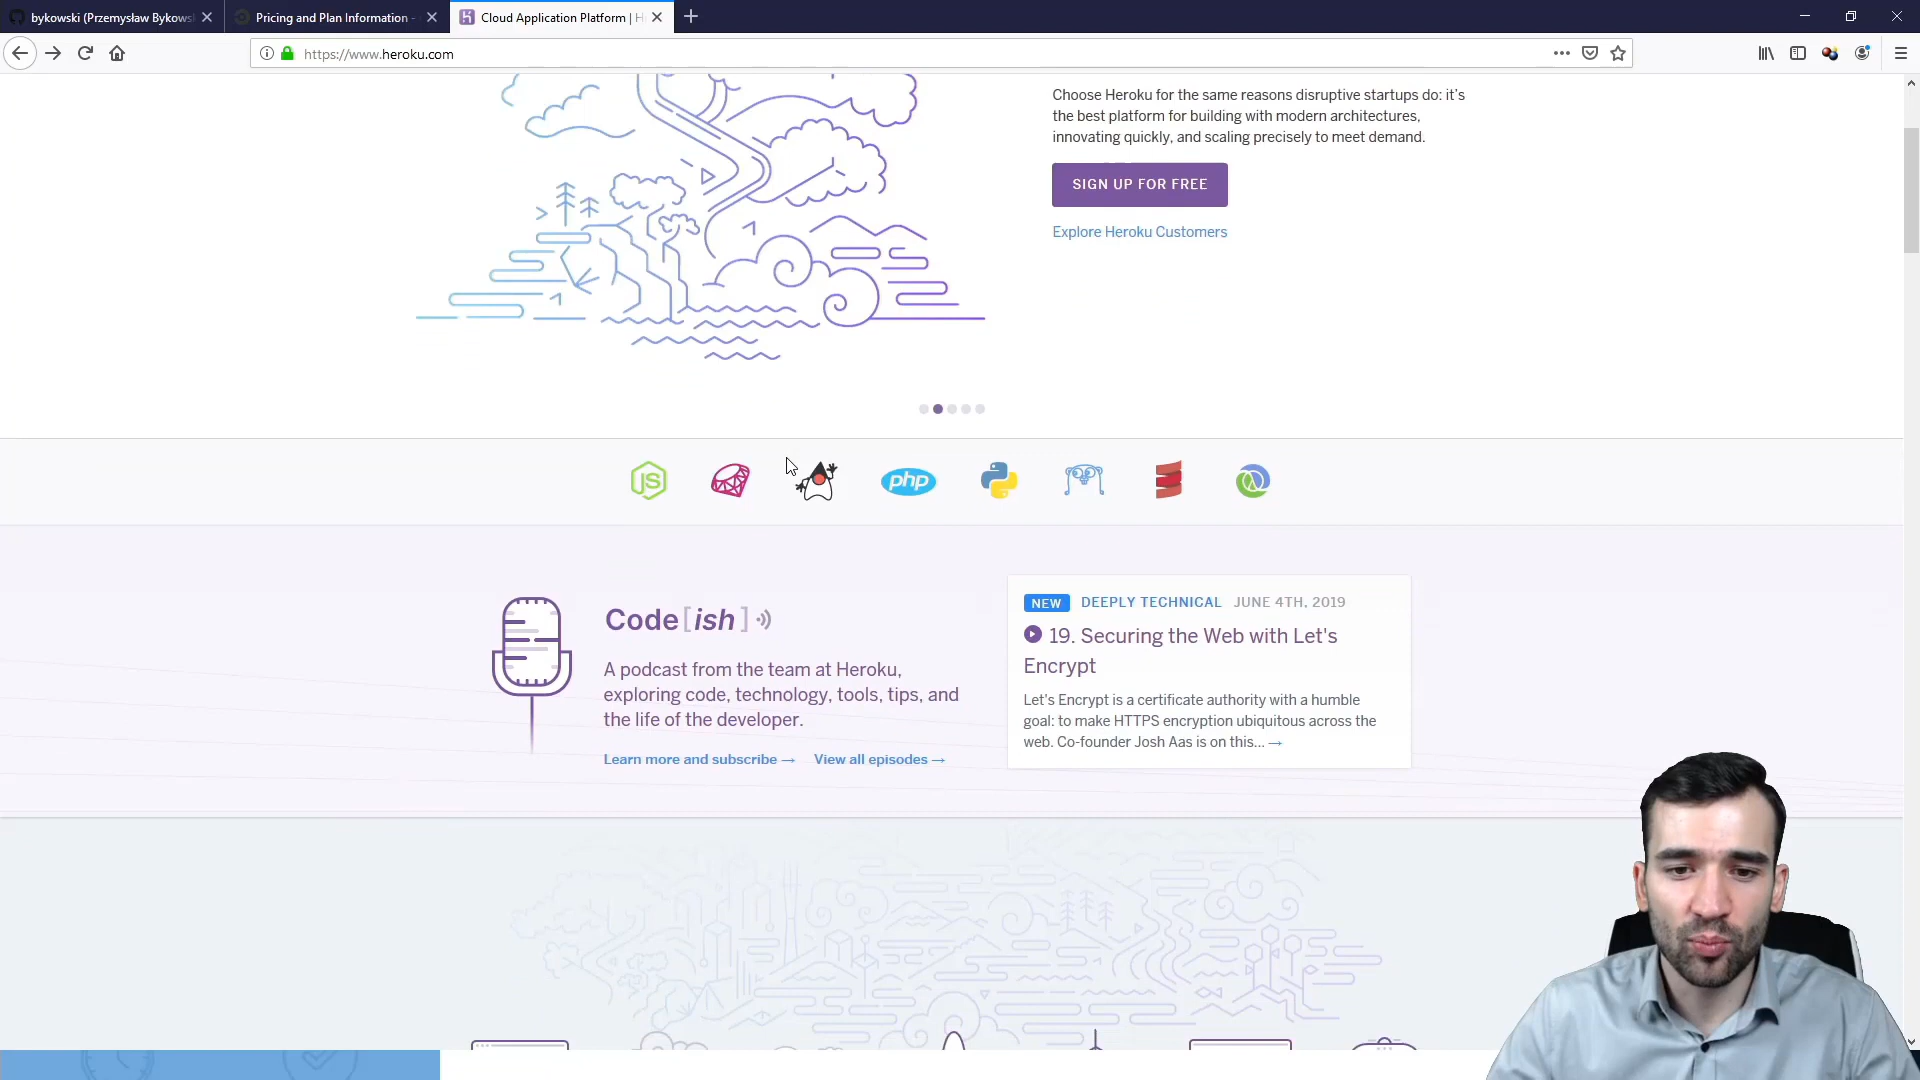 bykowski (Przemysław Bykows
Pricing and Plan Information -
Cloud Application Platform | H
https://www.heroku.com
Choose Heroku for the same reasons disruptive startups do: it's
the best platform for building with modern architectures,
innovating quickly, and scaling precisely to meet demand.
SIGN UP FOR FREE
Explore Heroku Customers
JS
php
Code[ish]
A podcast from the team at Heroku,
exploring code, technology, tools, tips, and
the life of the developer.
Learn more and subscribe →
View all episodes →
NEW DEEPLY TECHNICAL JUNE 4TH, 2019
19. Securing the Web with Let's
Encrypt
Let's Encrypt is a certificate authority with a humble
goal: to make HTTPS encryption ubiquitous across the
web. Co-founder Josh Aas is on this... →